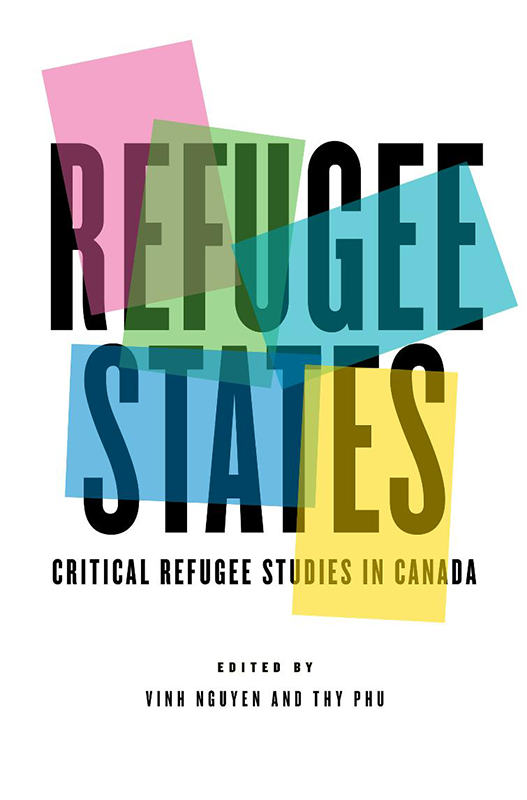 REFUGEE
STATES
CRITICAL REFUGEE STUDIES IN CANADA
EDITED BY
VINH NGUYEN AND THY PHU